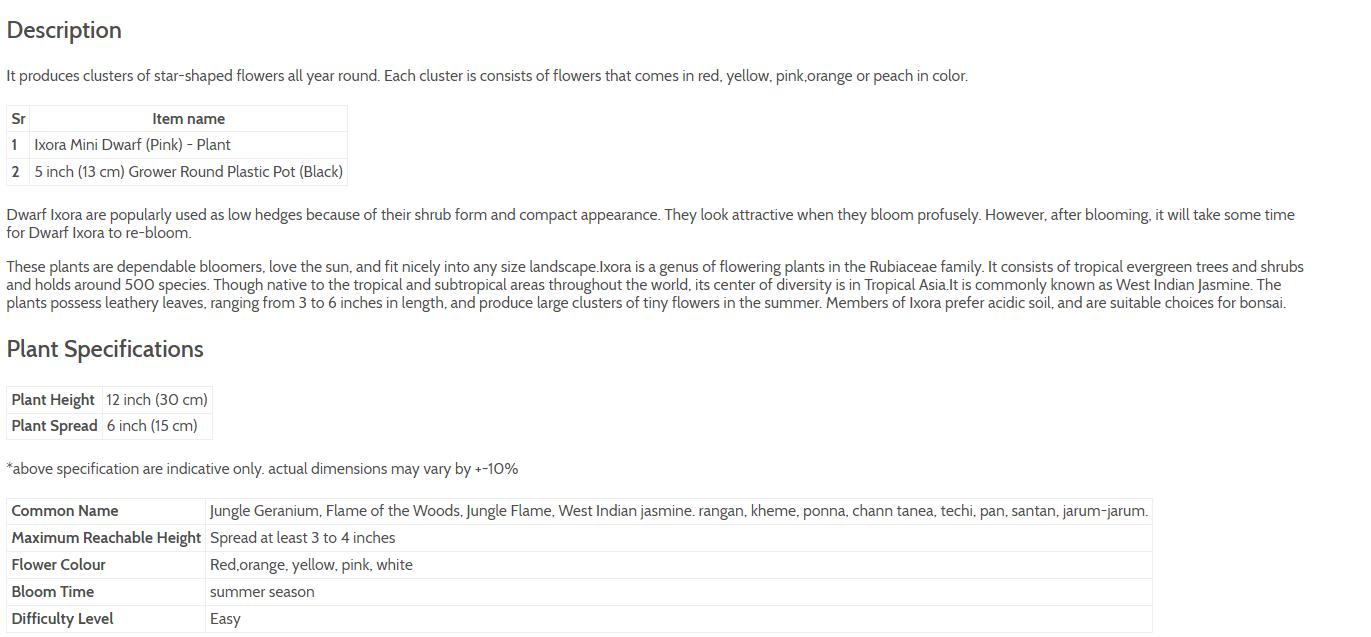 Description
It produces clusters of star-shaped flowers all year round. Each cluster is consists of flowers that comes in red, yellow, pink,orange or peach in color.
Sr Item name
1 Ixora Mini Dwarf (Pink) - Plant
2 5 inch (13 cm) Grower Round Plastic Pot (Black)
Dwarf Ixora are popularly used as low hedges because of their shrub form and compact appearance. They look attractive when they bloom profusely. However, after blooming, it will take some time
for Dwarf Ixora to re-bloom.
These plants are dependable bloomers, love the sun, and fit nicely into any size landscape.Ixora is a genus of flowering plants in the Rubiaceae family. It consists of tropical evergreen trees and shrubs
and holds around 500 species. Though native to the tropical and subtropical areas throughout the world, its center of diversity is in Tropical Asia.It is commonly known as West Indian Jasmine. The
plants possess leathery leaves, ranging from 3 to 6 inches in length, and produce large clusters of tiny flowers in the summer. Members of Ixora prefer acidic soil, and are suitable choices for bonsai.
Plant Specifications
Plant Height 12 inch (30 cm)
Plant Spread 6 inch (15 cm)
*above specification are indicative only. actual dimensions may vary by +-10%
Common Name Jungle Geranium, Flame of the Woods, Jungle Flame, West Indian jasmine. rangan, kheme, ponna, chann tanea, techi, pan, santan, jarum-jarum.
Maximum Reachable Height Spread at least 3 to 4 inches
Flower Colour Red,orange, yellow, pink, white
Bloom Time summer season
Difficulty Level Easy